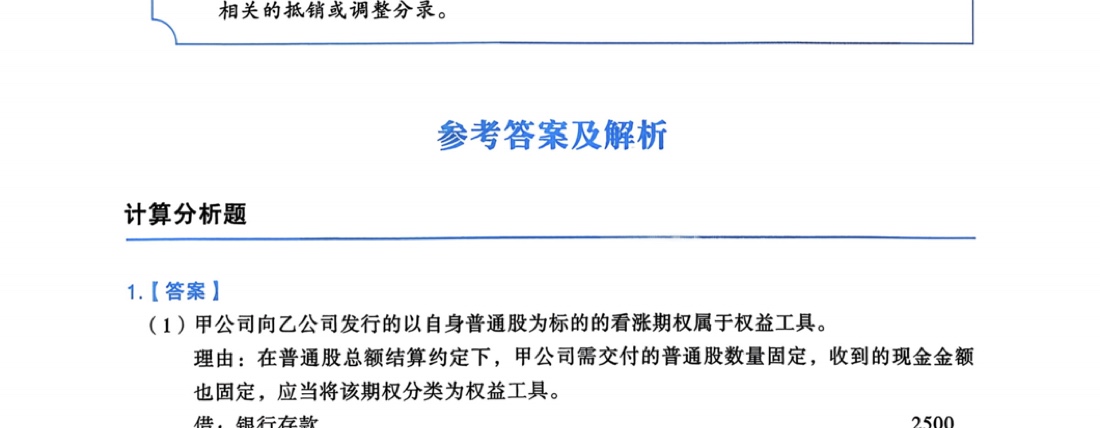 相关的抵销或调整分录。
参考答案及解析
计算分析题
1.【答案】
(1)甲公司向乙公司发行的以自身普通股为标的的看涨期权属于权益工具。
理由:在普通股总额结算约定下,甲公司需交付的普通股数量固定,收到的现金金额
也固定,应当将该期权分类为权益工具。
借:银行存款 2500